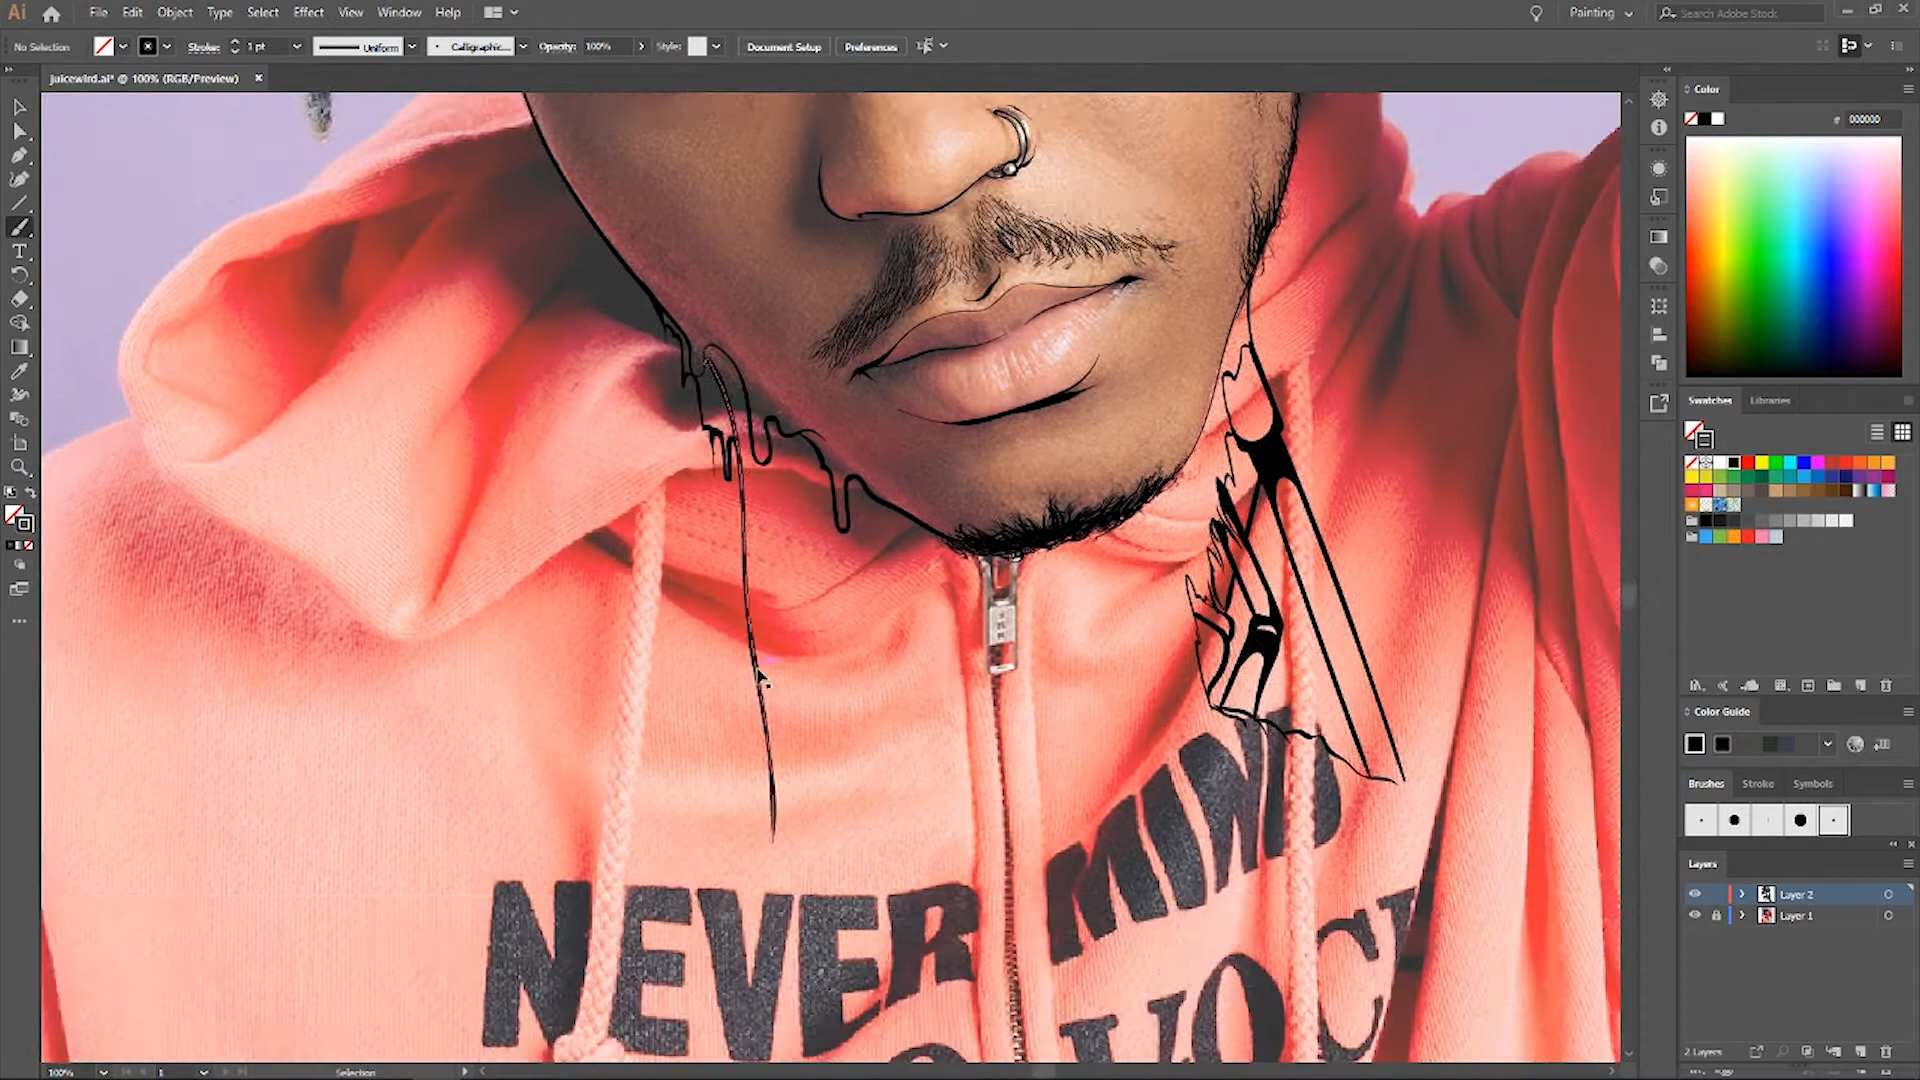 Ai File Edit Object Type Select Effect View Window Help Painting Search Adobe Stock
No Selection Stroke: 1 pt Uniform Calligraphic... Opacity: 100% Style: Document Setup Preferences
juicewrld.ai* @ 100% (RGB/Preview)
Color
# 000000
Swatches Libraries
Color Guide
Brushes Stroke Symbols
Layers
Layer 2
Layer 1
2 Layers
NEVER MIND
VOC
100% 1 Selection